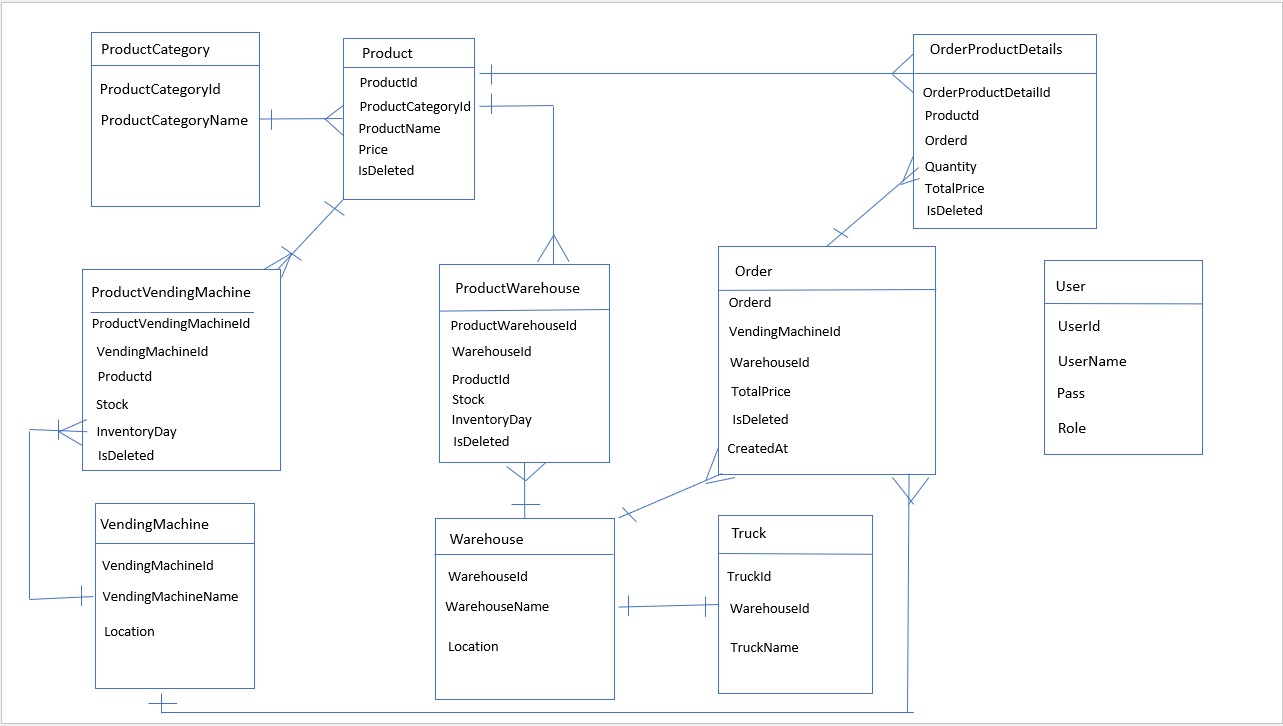 ProductCategory
ProductCategoryId
ProductCategoryName
Product
ProductId
ProductCategoryId
ProductName
Price
IsDeleted
OrderProductDetails
OrderProductDetailId
Productd
Orderd
Quantity
TotalPrice
IsDeleted
ProductVendingMachine
ProductVendingMachineId
VendingMachineId
Productd
Stock
InventoryDay
IsDeleted
ProductWarehouse
ProductWarehouseId
WarehouseId
ProductId
Stock
InventoryDay
IsDeleted
Order
Orderd
VendingMachineId
WarehouseId
TotalPrice
IsDeleted
CreatedAt
User
UserId
UserName
Pass
Role
VendingMachine
VendingMachineId
VendingMachineName
Location
Warehouse
WarehouseId
WarehouseName
Location
Truck
TruckId
WarehouseId
TruckName